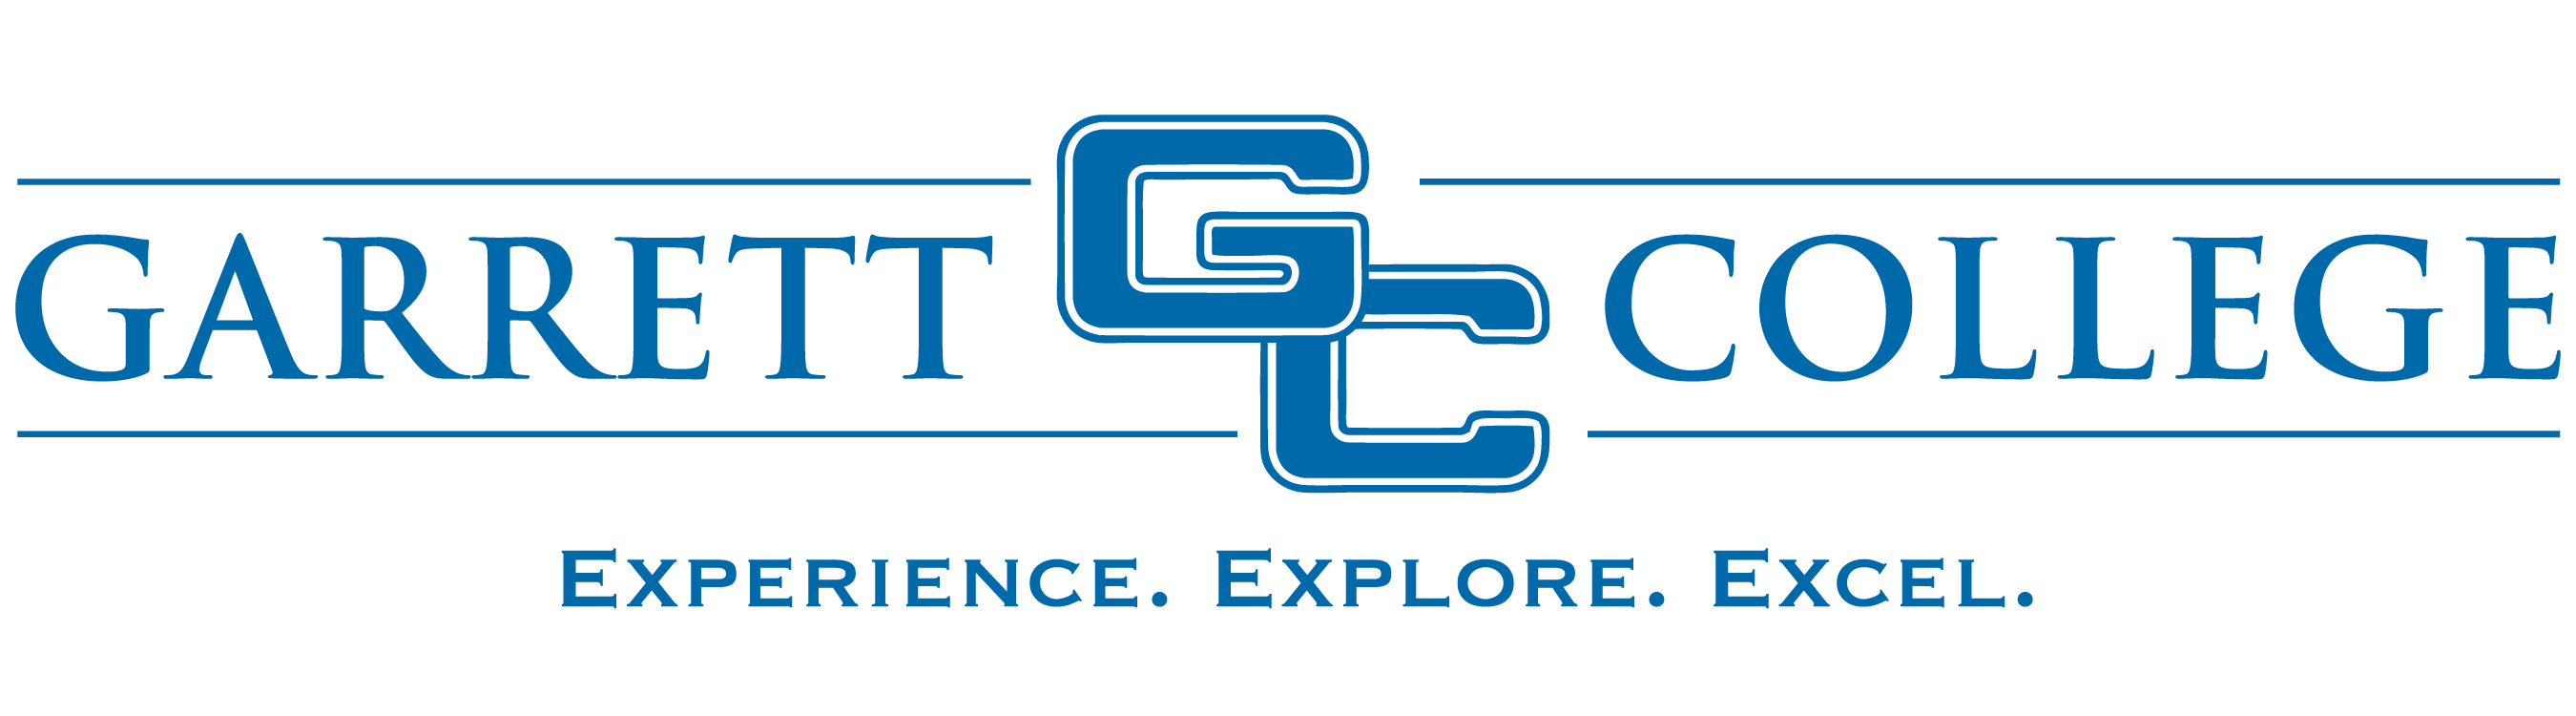 GARRETT GC COLLEGE
EXPERIENCE. EXPLORE. EXCEL.